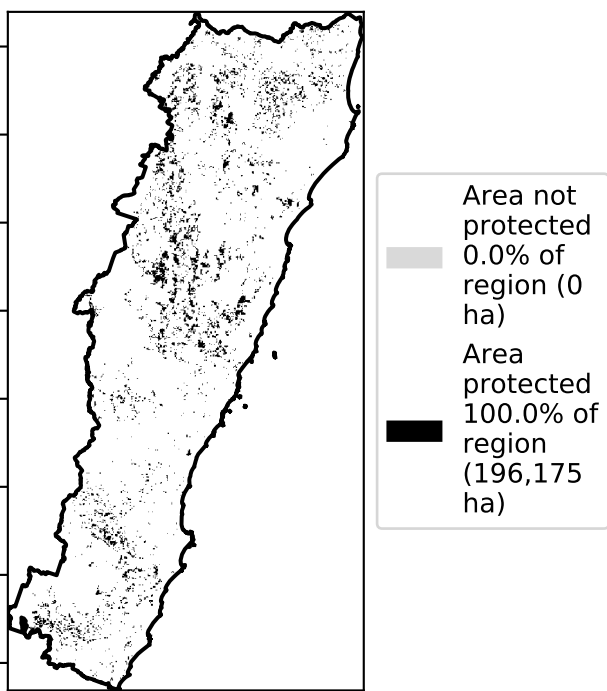 Area not
protected
0.0% of
region (0
ha)
Area
protected
100.0% of
region
(196,175
ha)